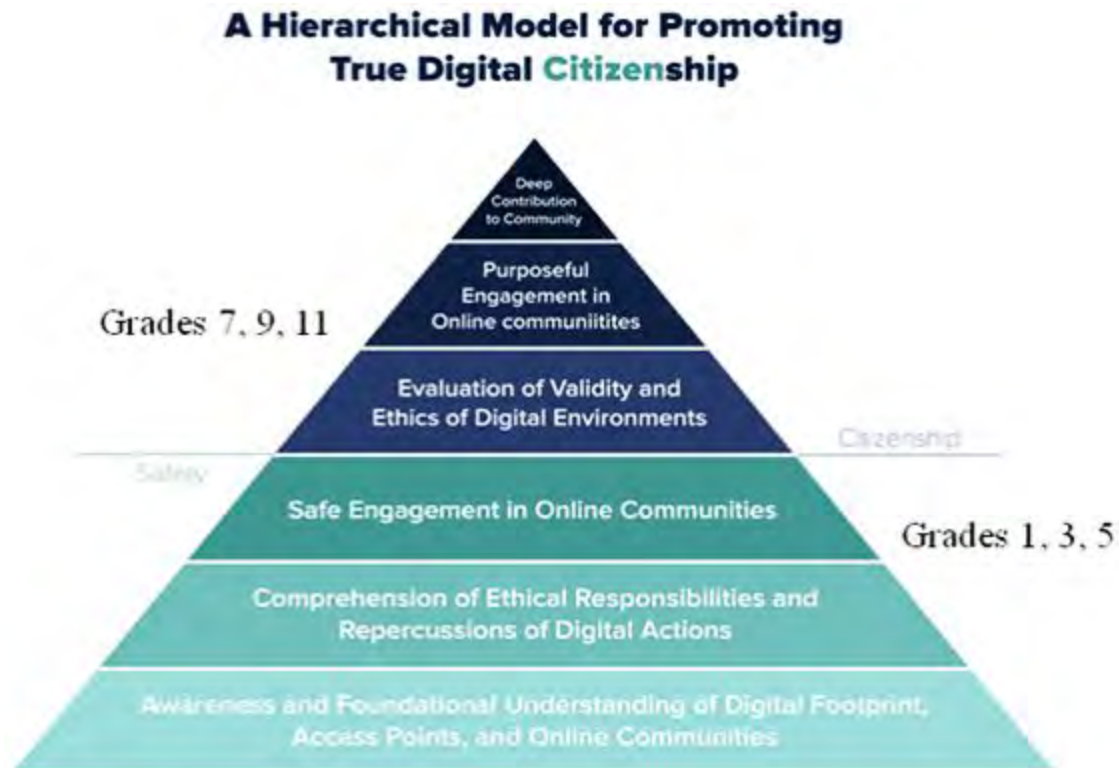 A Hierarchical Model for Promoting
True Digital Citizenship
Deep
Contribution
to Community
Purposeful
Engagement in
Online communiitites
Grades 7, 9, 11
Evaluation of Validity and
Ethics of Digital Environments
Citizenship
Safety
Safe Engagement in Online Communities
Grades 1, 3, 5
Comprehension of Ethical Responsibilities and
Repercussions of Digital Actions
Awareness and Foundational Understanding of Digital Footprint,
Access Points, and Online Communities